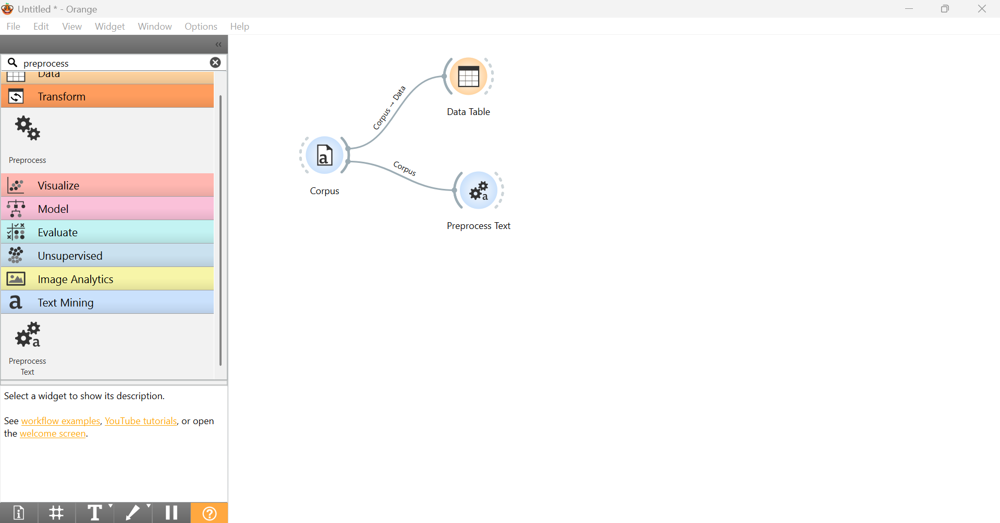 Untitled * - Orange
File Edit View Widget Window Options Help
«
preprocess
Data
Transform
Preprocess
Visualize
Model
Evaluate
Unsupervised
Image Analytics
a Text Mining
a
Preprocess
Text
Select a widget to show its description.
See workflow examples, YouTube tutorials, or open
the welcome screen.
T
?
Data Table
Corpus → Data
a
Corpus
Corpus
a
Preprocess Text